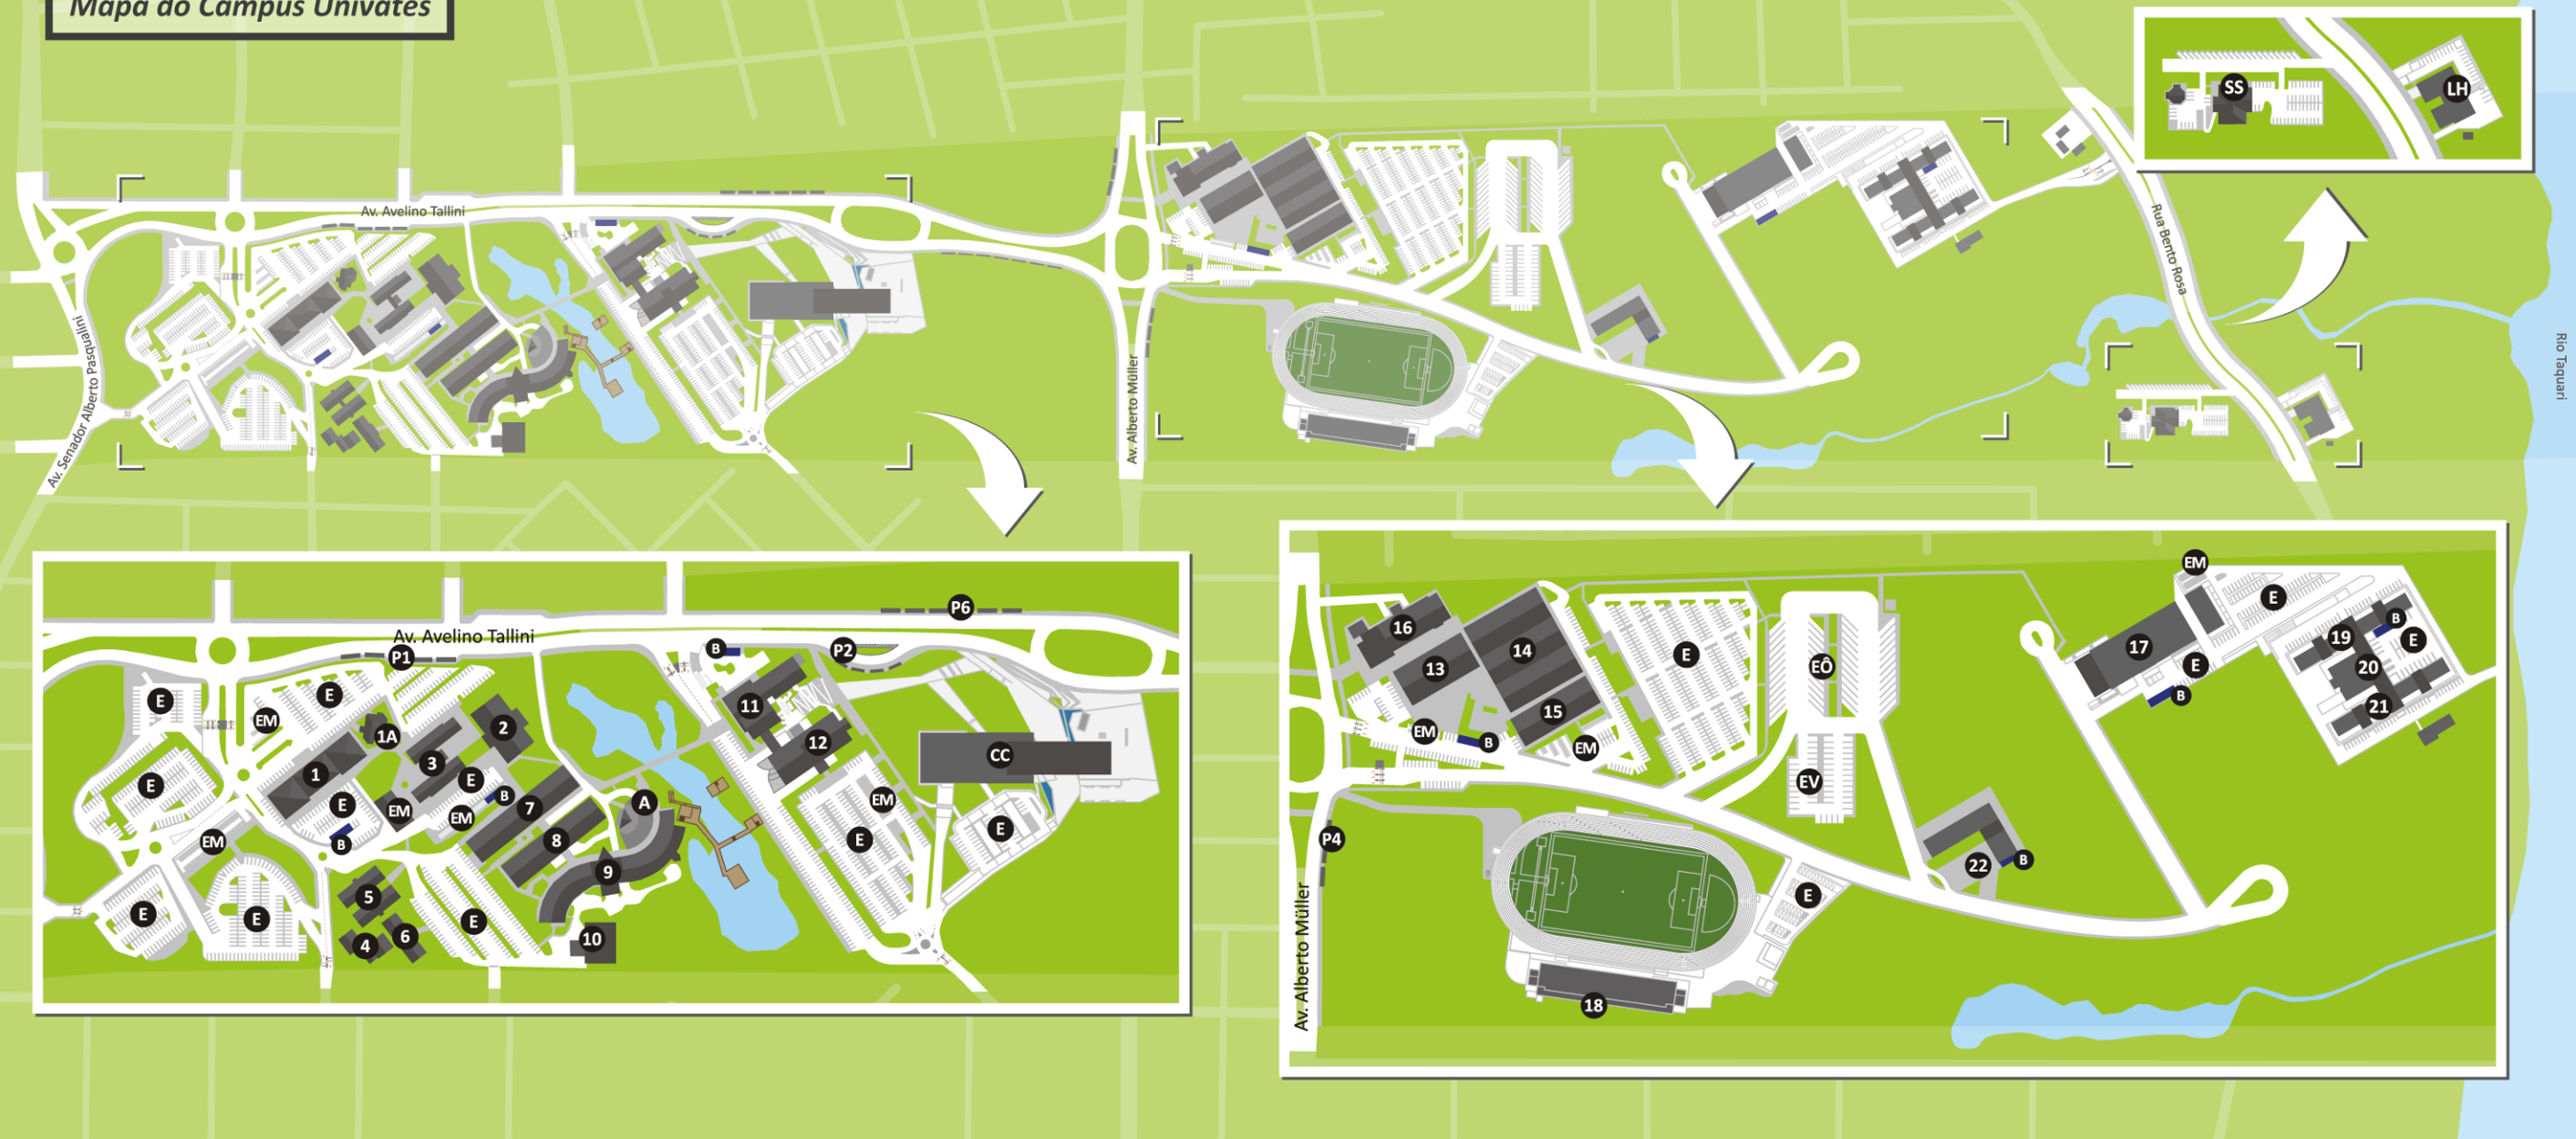 Mapa do Campus Univates
SS
LH
Av. Avelino Tallini
Av. Senador Alberto Pasqualini
Av. Alberto Müller
Rua Bento Rosa
Rio Taquari
P6
Av. Avelino Tallini
P1
B
P2
E
E
EM
1A
2
11
12
CC
3
1
E
E
E
EM
EM
B
7
A
EM
EM
B
8
E
E
9
5
E
E
E
6
4
10
EM
16
14
13
15
E
EÔ
E
17
19
B
E
E
20
B
21
EM
B
EM
EV
P4
22
B
E
18
Av. Alberto Müller